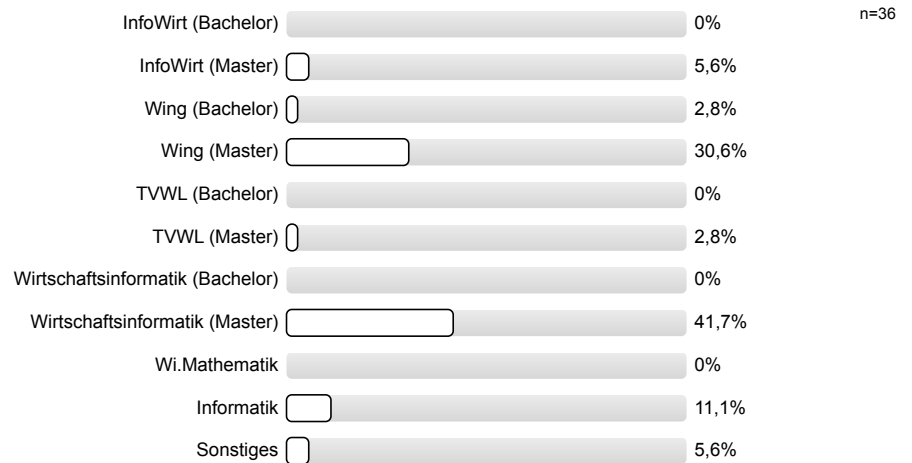 InfoWirt (Bachelor) 0% n=36
InfoWirt (Master) 5,6%
Wing (Bachelor) 2,8%
Wing (Master) 30,6%
TVWL (Bachelor) 0%
TVWL (Master) 2,8%
Wirtschaftsinformatik (Bachelor) 0%
Wirtschaftsinformatik (Master) 41,7%
Wi.Mathematik 0%
Informatik 11,1%
Sonstiges 5,6%